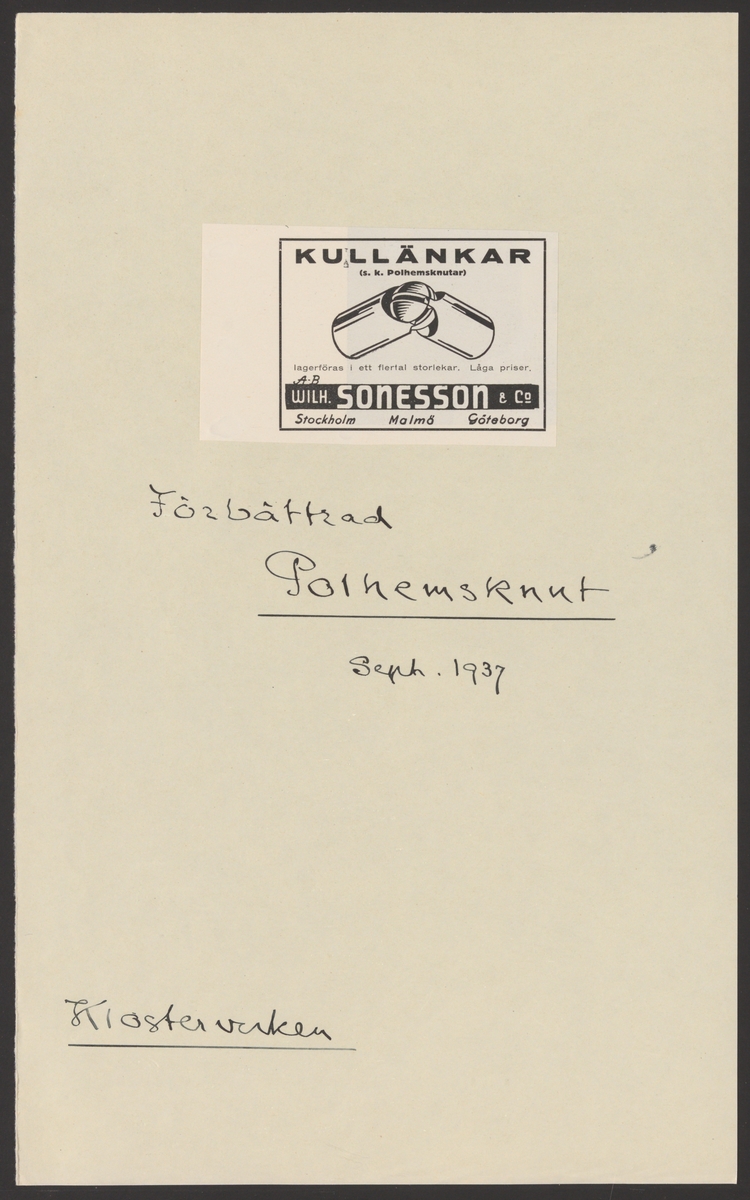 KULLÄNKAR
(s. k. Polhemsknutar)
lagerföras i ett flertal storlekar. Låga priser.
A-B
WILH. SONESSON & Co
Stockholm Malmö Göteborg
Förbättrad
Polhemsknut
Sept. 1937
Klosterverken